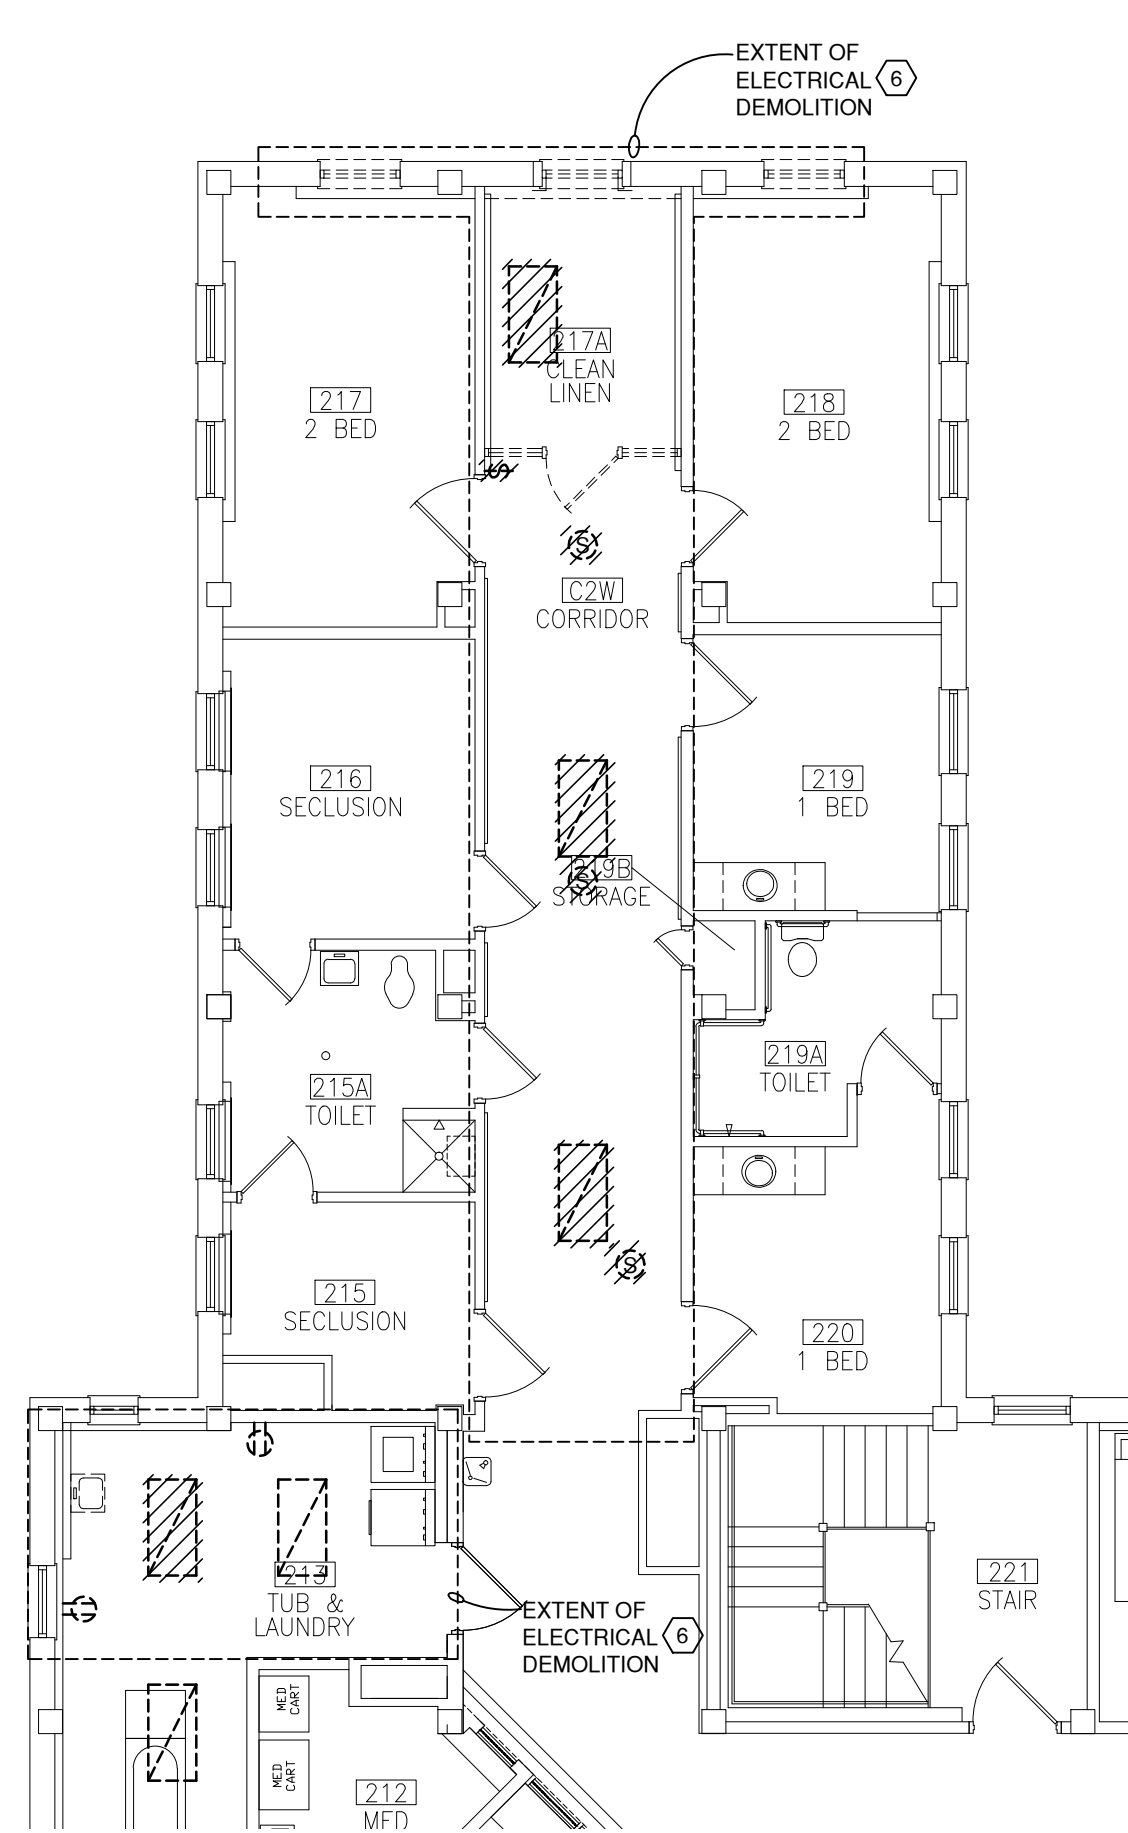 EXTENT OF
ELECTRICAL
DEMOLITION
6
217A
CLEAN
LINEN
217
2 BED
218
2 BED
$
S
C2W
CORRIDOR
216
SECLUSION
219
1 BED
219B
S
STORAGE
219A
TOILET
215A
TOILET
S
215
SECLUSION
220
1 BED
213
TUB &
LAUNDRY
221
STAIR
EXTENT OF
ELECTRICAL
DEMOLITION
6
MED
CART
MED
CART
212
MED